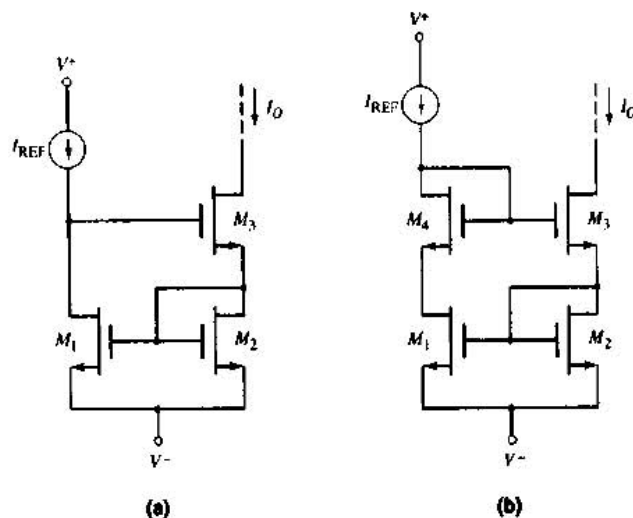 V⁺
I_REF
I_O
M₃
M₁
M₂
V⁻
(a)
V⁺
I_REF
I_O
M₄
M₃
M₁
M₂
V⁻
(b)